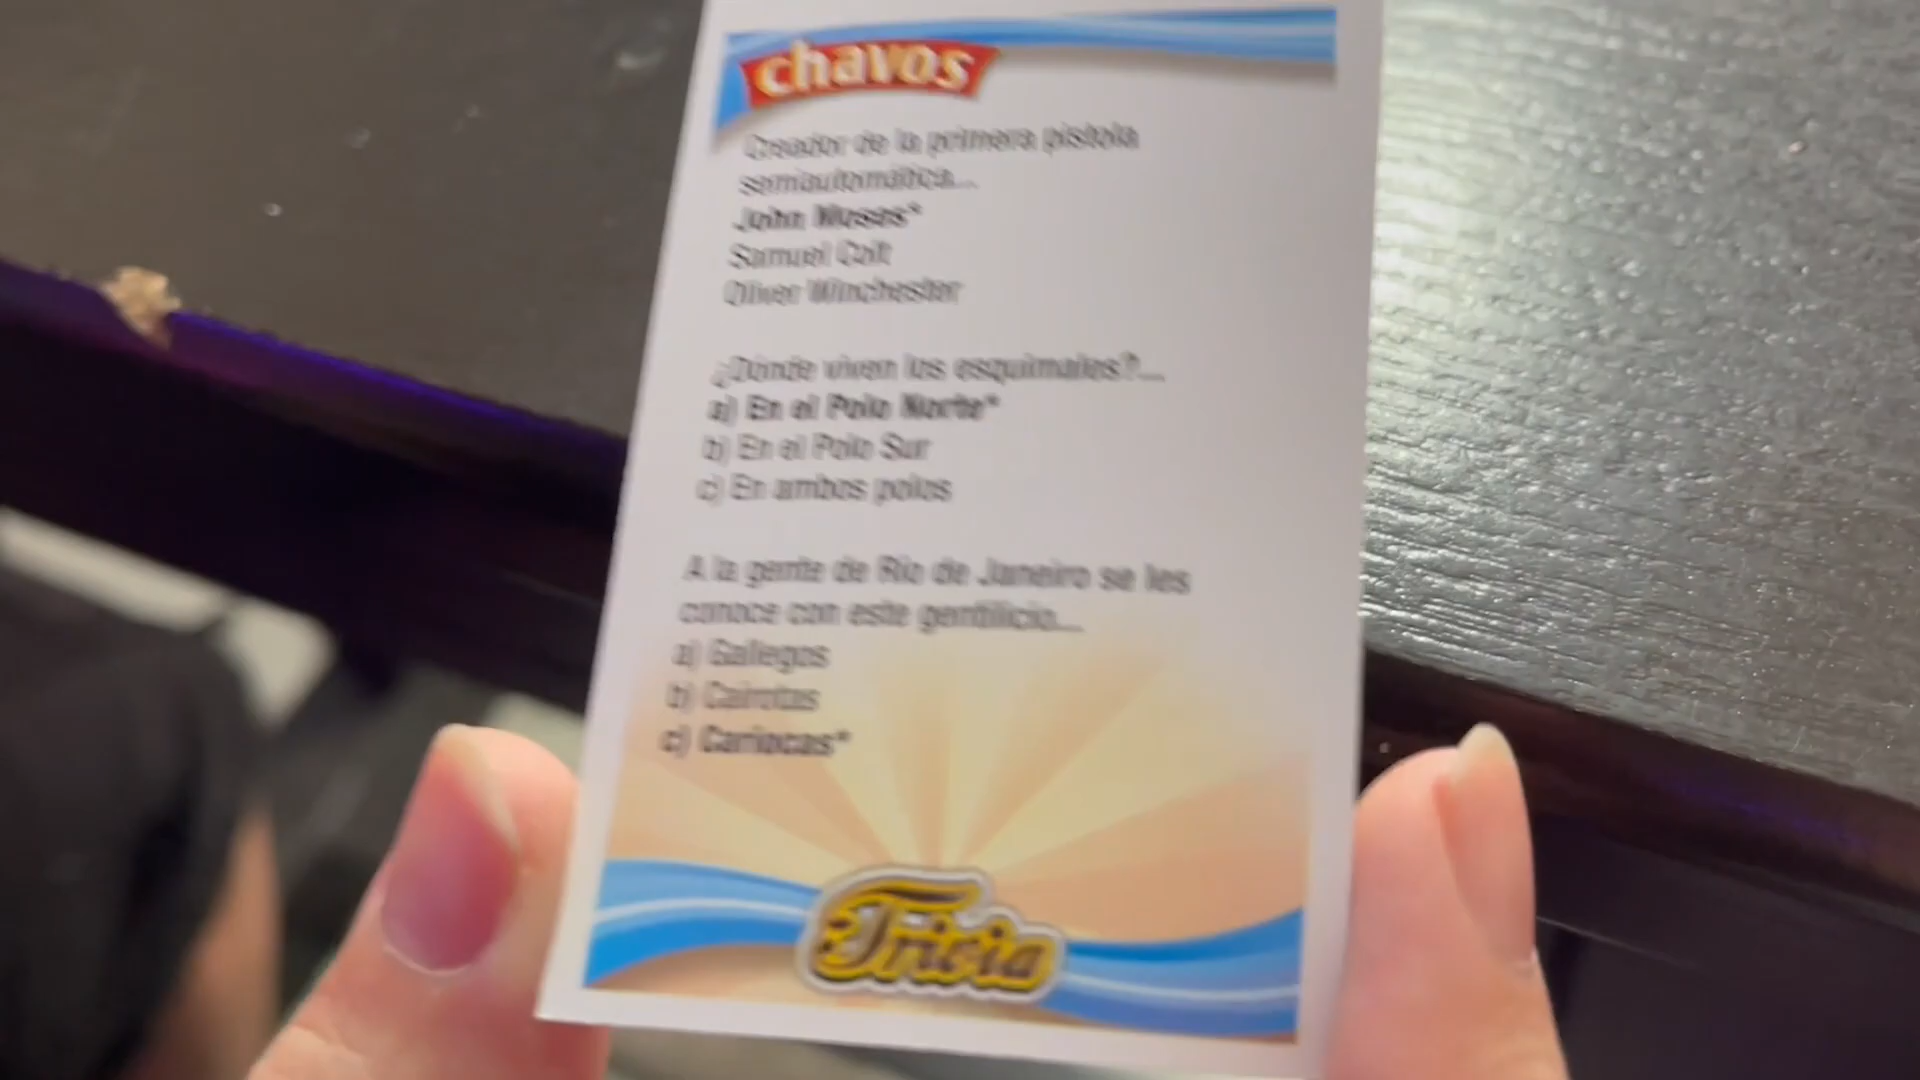 chavos
Creador de la primera pistola
semiautomática...
John Moses*
Samuel Colt
Oliver Winchester
¿Dónde viven los esquimales?...
a) En el Polo Norte*
b) En el Polo Sur
c) En ambos polos
A la gente de Río de Janeiro se les
conoce con este gentilicio...
a) Gallegos
b) Cairotas
c) Cariocas*
Trivia